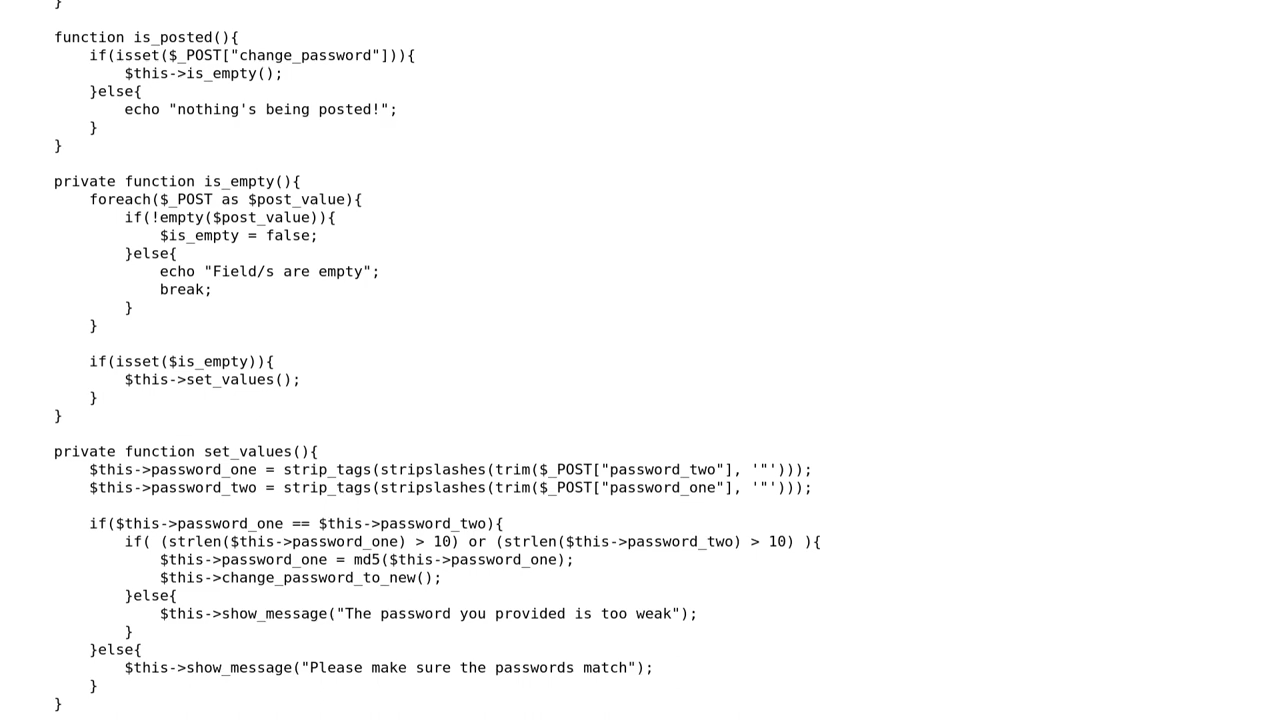 }
function is_posted(){
if(isset($_POST["change_password"])){
$this->is_empty();
}else{
echo "nothing's being posted!";
}
}
private function is_empty(){
foreach($_POST as $post_value){
if(!empty($post_value)){
$is_empty = false;
}else{
echo "Field/s are empty";
break;
}
}
if(isset($is_empty)){
$this->set_values();
}
}
private function set_values(){
$this->password_one = strip_tags(stripslashes(trim($_POST["password_two"], '"')));
$this->password_two = strip_tags(stripslashes(trim($_POST["password_one"], '"')));
if($this->password_one == $this->password_two){
if( (strlen($this->password_one) > 10) or (strlen($this->password_two) > 10) ){
$this->password_one = md5($this->password_one);
$this->change_password_to_new();
}else{
$this->show_message("The password you provided is too weak");
}
}else{
$this->show_message("Please make sure the passwords match");
}
}